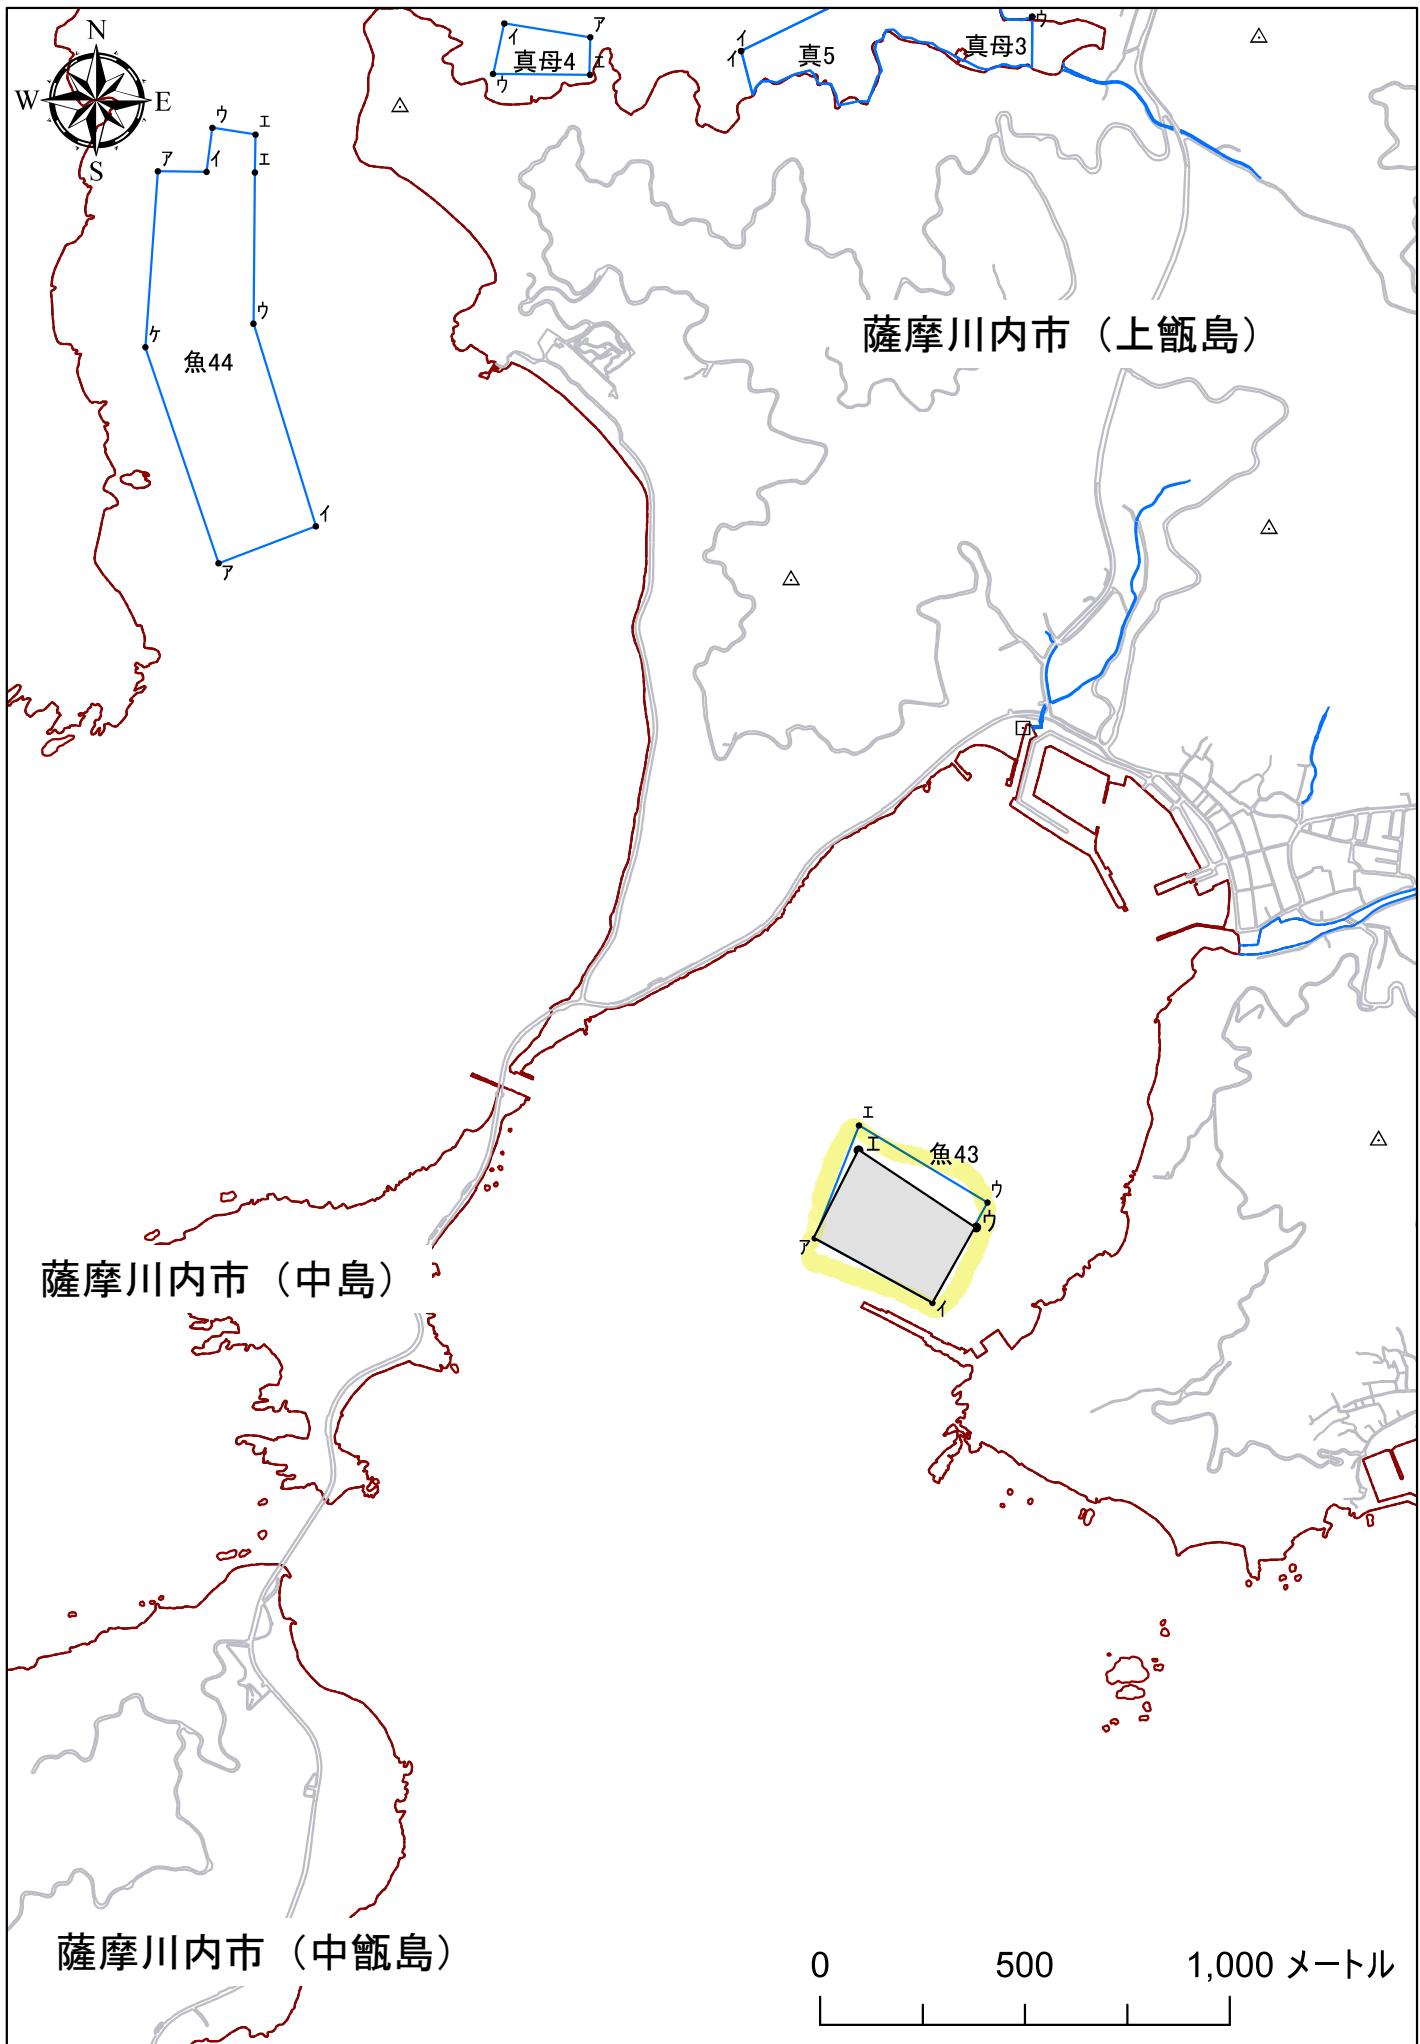 N
W E
S
イ ア
真母4
ウ エ
イ
イ
真5
真母3
ウ
ウ エ
ア イ エ
ケ
ウ
魚44
イ
ア
薩摩川内市（上甑島）
エ
エ
魚43
ウ
ウ
ア
イ
薩摩川内市（中島）
薩摩川内市（中甑島）
0 500 1,000 メートル